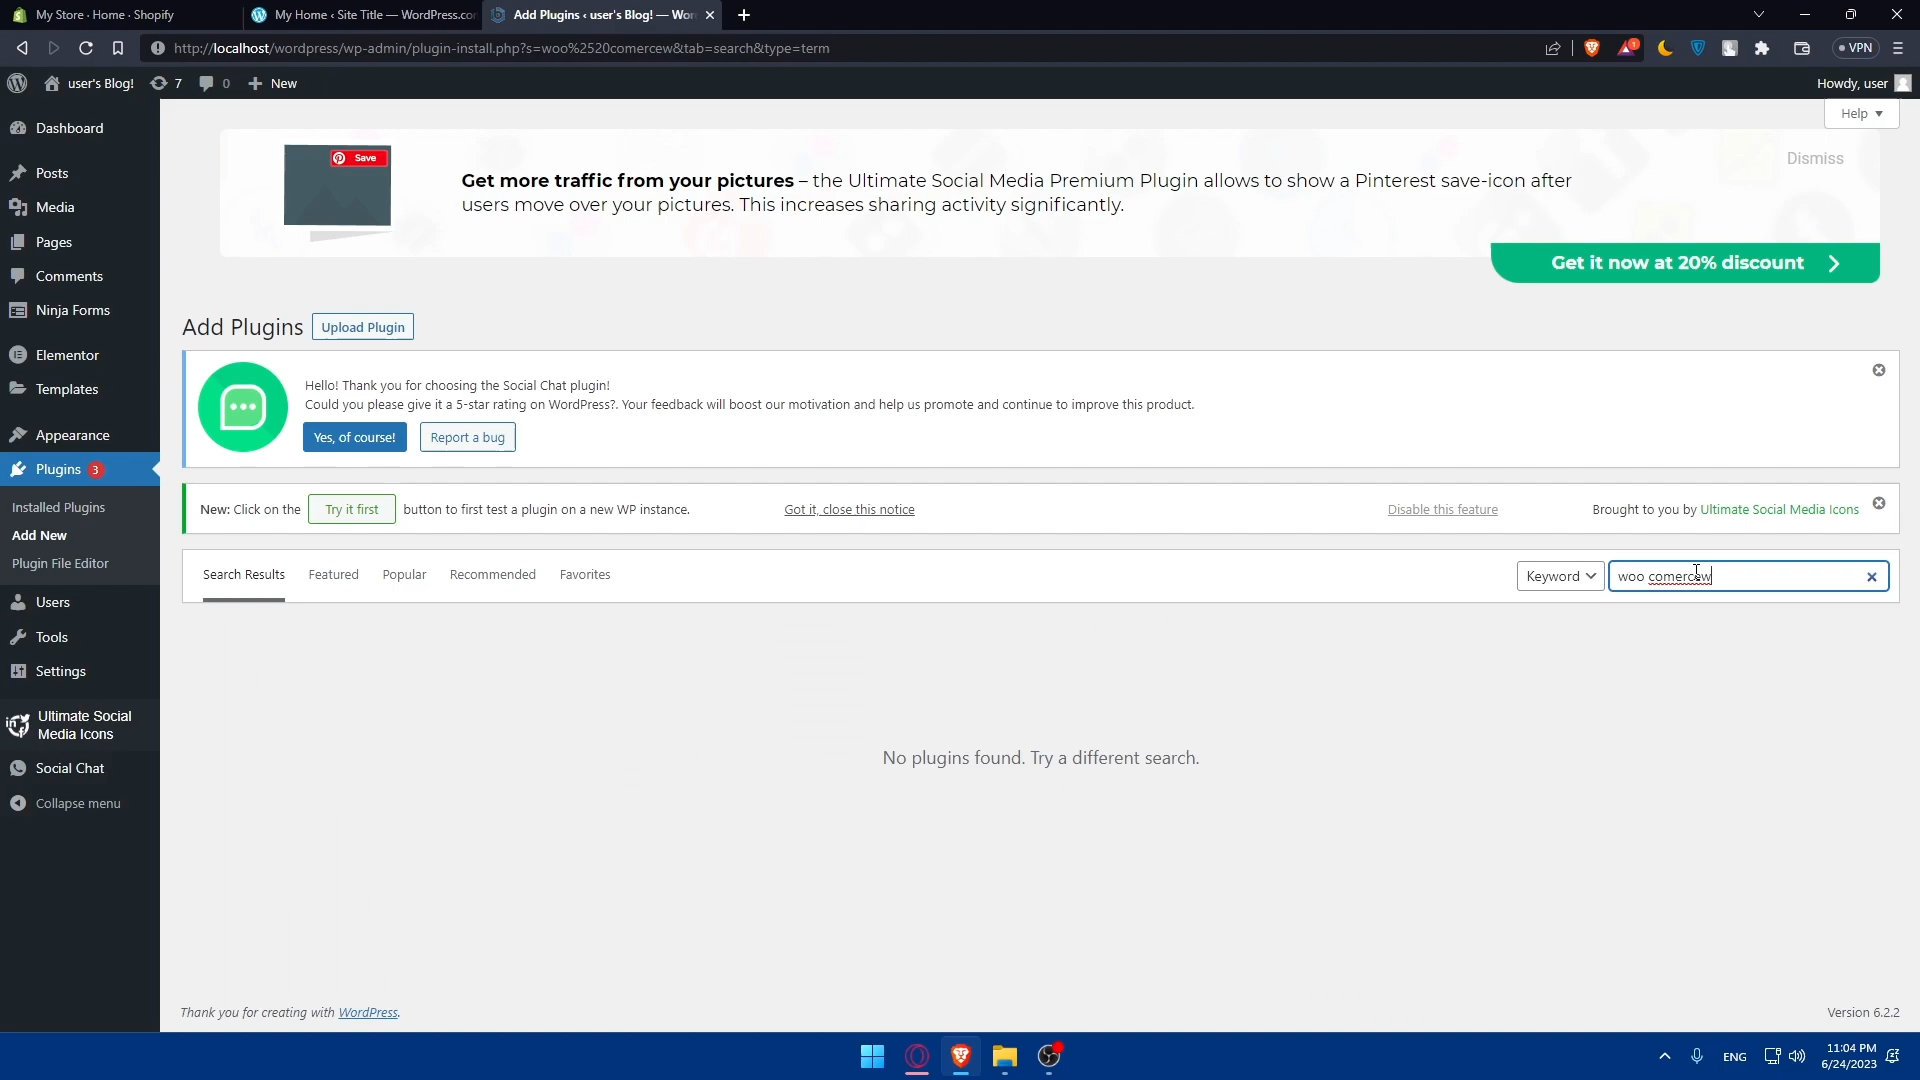 My Store · Home · Shopify
My Home ‹ Site Title — WordPress.co
Add Plugins ‹ user's Blog! — Wor
http://localhost/wordpress/wp-admin/plugin-install.php?s=woo%2520comercew&tab=search&type=term
1
VPN
user's Blog!
7
0
New
Howdy, user
Help
Dashboard
Posts
Media
Pages
Comments
Ninja Forms
Elementor
Templates
Appearance
Plugins 3
Installed Plugins
Add New
Plugin File Editor
Users
Tools
Settings
Ultimate Social
Media Icons
Social Chat
Collapse menu
Save
Dismiss
Get more traffic from your pictures – the Ultimate Social Media Premium Plugin allows to show a Pinterest save-icon after
users move over your pictures. This increases sharing activity significantly.
Get it now at 20% discount
Add Plugins
Upload Plugin
Hello! Thank you for choosing the Social Chat plugin!
Could you please give it a 5-star rating on WordPress?. Your feedback will boost our motivation and help us promote and continue to improve this product.
Yes, of course!
Report a bug
New: Click on the Try it first button to first test a plugin on a new WP instance. Got it, close this notice Disable this feature Brought to you by Ultimate Social Media Icons
Search Results Featured Popular Recommended Favorites
Keyword
woo comercew
No plugins found. Try a different search.
Thank you for creating with WordPress.
Version 6.2.2
ENG
11:04 PM
6/24/2023